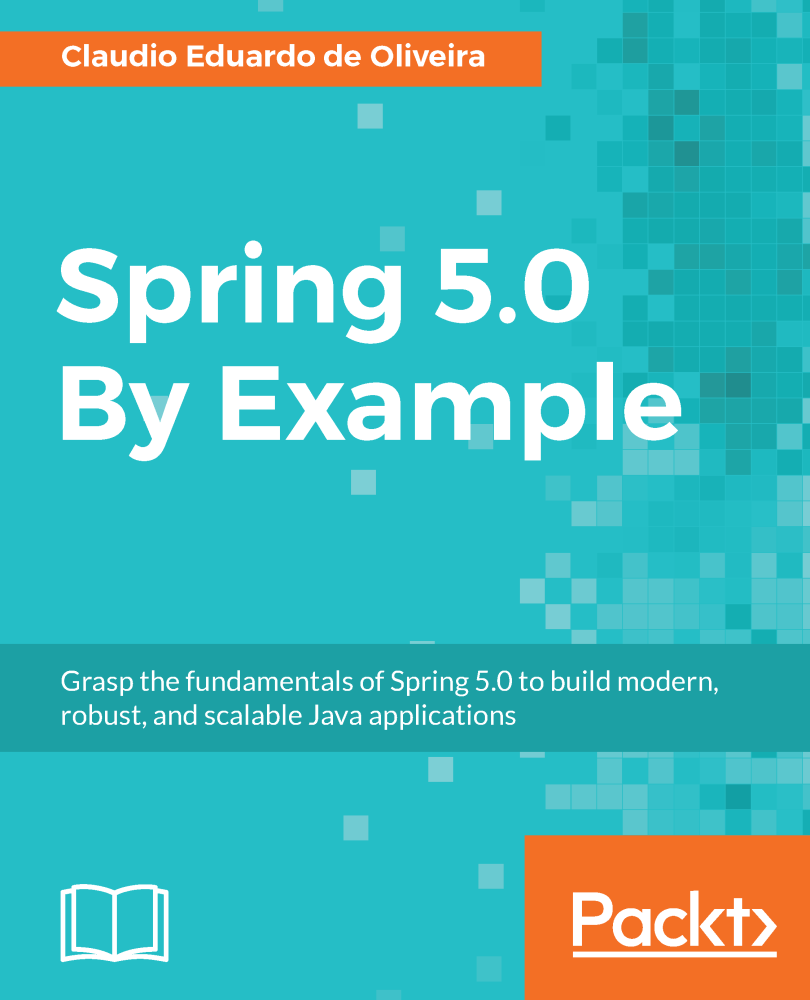 Claudio Eduardo de Oliveira
Spring 5.0
By Example
Grasp the fundamentals of Spring 5.0 to build modern,
robust, and scalable Java applications
Packt